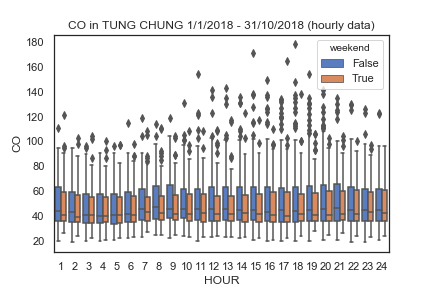 CO in TUNG CHUNG 1/1/2018 - 31/10/2018 (hourly data)
weekend
False
True
CO
180
160
140
120
100
80
60
40
20
1 2 3 4 5 6 7 8 9 10 11 12 13 14 15 16 17 18 19 20 21 22 23 24
HOUR